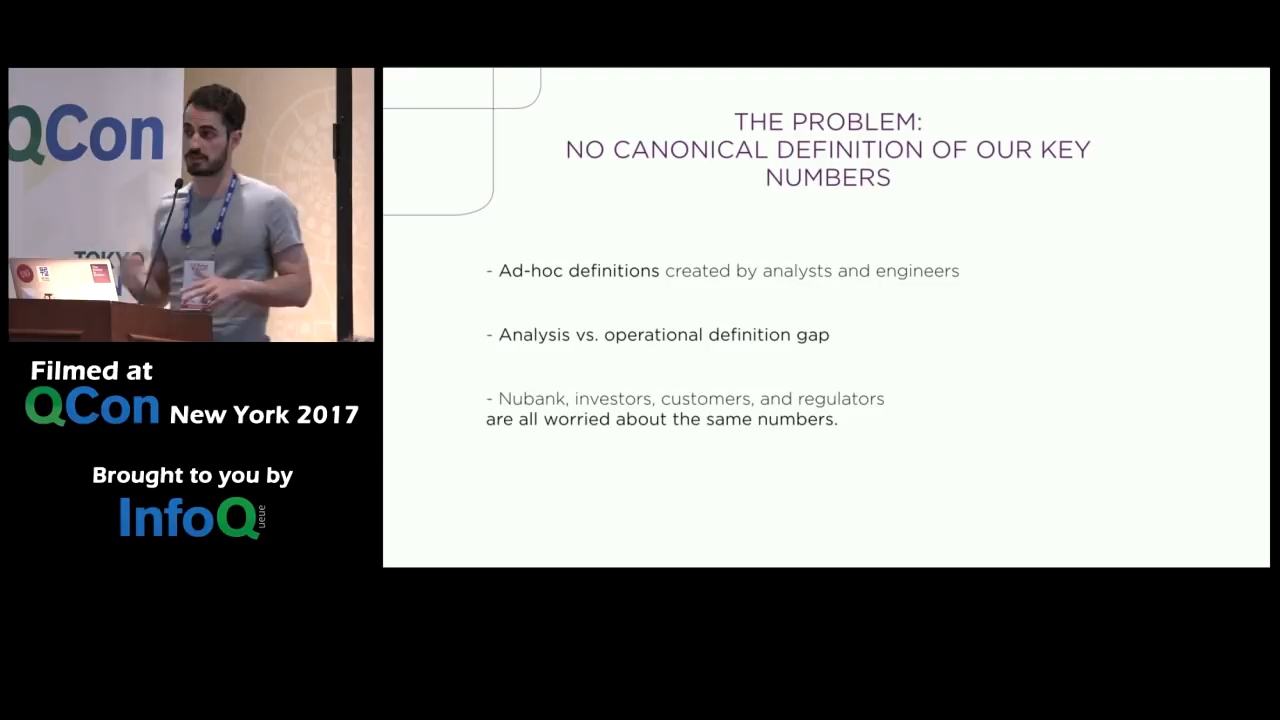 QCon
TOKYO
THE PROBLEM:
NO CANONICAL DEFINITION OF OUR KEY
NUMBERS
- Ad-hoc definitions created by analysts and engineers
- Analysis vs. operational definition gap
- Nubank, investors, customers, and regulators
are all worried about the same numbers.
Filmed at
QCon New York 2017
Brought to you by
InfoQ
ueue